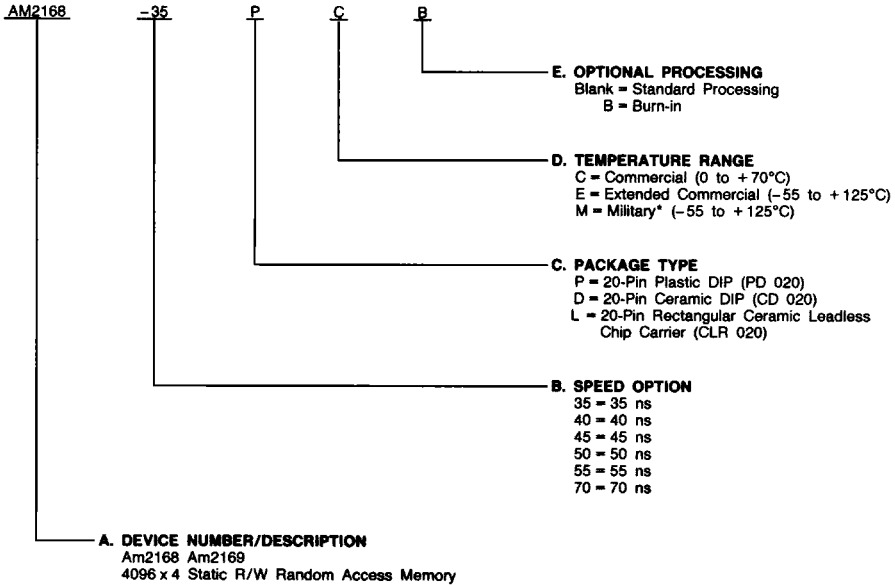 AM2168 -35 P C B
E. OPTIONAL PROCESSING
Blank = Standard Processing
B = Burn-in
D. TEMPERATURE RANGE
C = Commercial (0 to +70°C)
E = Extended Commercial (-55 to +125°C)
M = Military* (-55 to +125°C)
C. PACKAGE TYPE
P = 20-Pin Plastic DIP (PD 020)
D = 20-Pin Ceramic DIP (CD 020)
L = 20-Pin Rectangular Ceramic Leadless
Chip Carrier (CLR 020)
B. SPEED OPTION
35 = 35 ns
40 = 40 ns
45 = 45 ns
50 = 50 ns
55 = 55 ns
70 = 70 ns
A. DEVICE NUMBER/DESCRIPTION
Am2168 Am2169
4096 x 4 Static R/W Random Access Memory